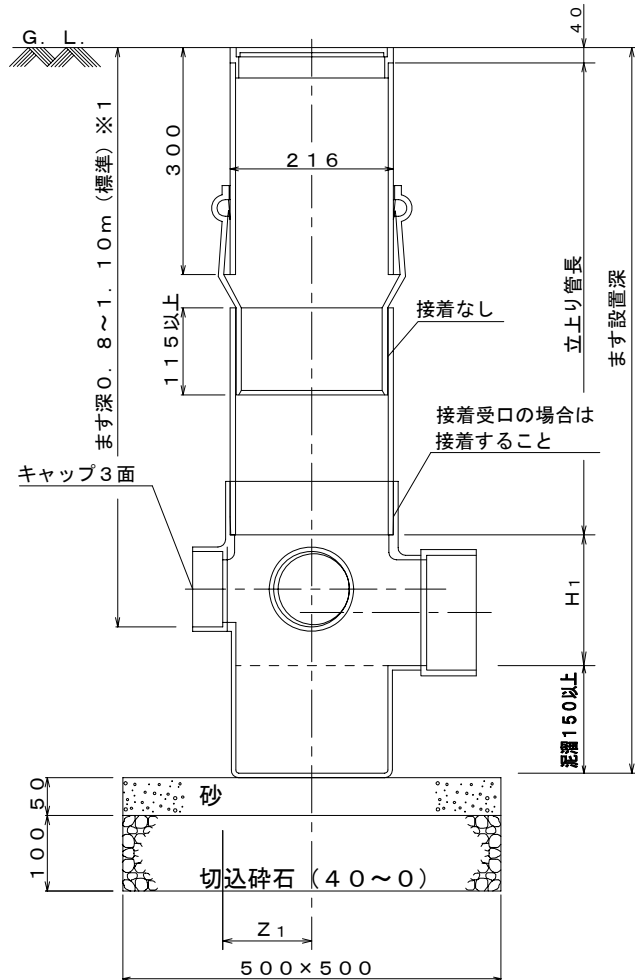 G. L.
40
300
216
ます深0. 8～1. 10m（標準）※1
115以上
接着なし
立上り管長
ます設置深
接着受口の場合は
接着すること
キャップ3面
H1
泥溜150以上
50
砂
100
切込砕石（40～0）
Z1
500×500